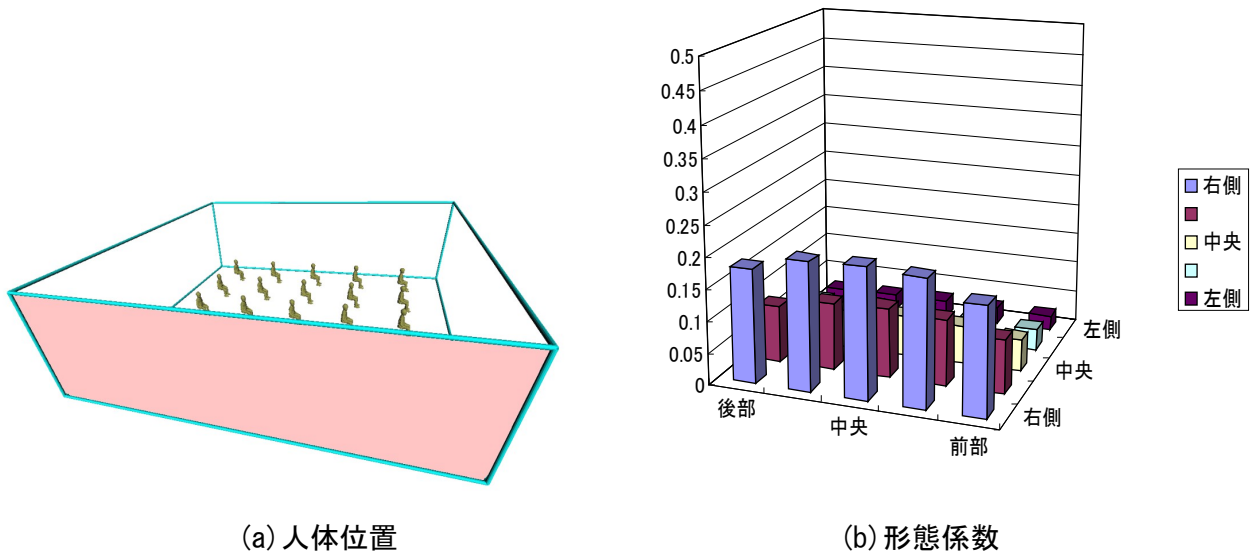 0.5
0.45
0.4
0.35
0.3
0.25
0.2
0.15
0.1
0.05
0
後部
中央
前部
右側
中央
左側
右側
中央
左側
(a)人体位置
(b)形態係数